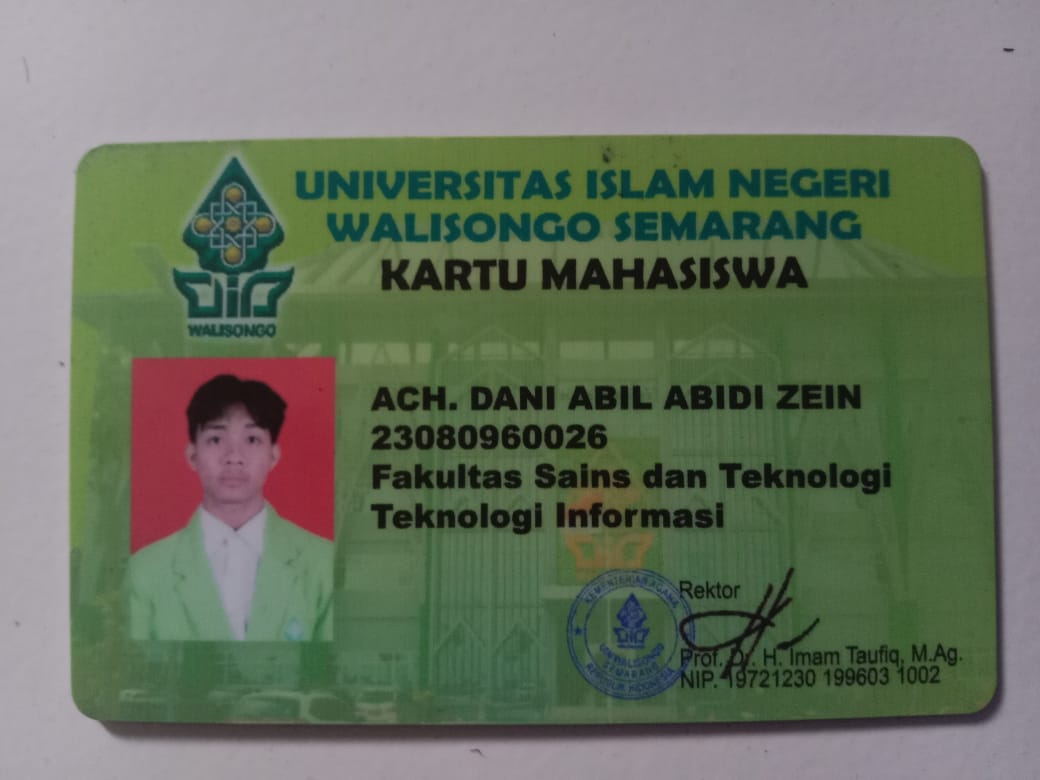 UNIVERSITAS ISLAM NEGERI
WALISONGO SEMARANG
KARTU MAHASISWA
UIN
WALISONGO
ACH. DANI ABIL ABIDI ZEIN
23080960026
Fakultas Sains dan Teknologi
Teknologi Informasi
KEMENTERIAN AGAMA
UIN WALISONGO
SEMARANG
REPUBLIK INDONESIA
Rektor
Prof. Dr. H. Imam Taufiq, M.Ag.
NIP. 19721230 199603 1002